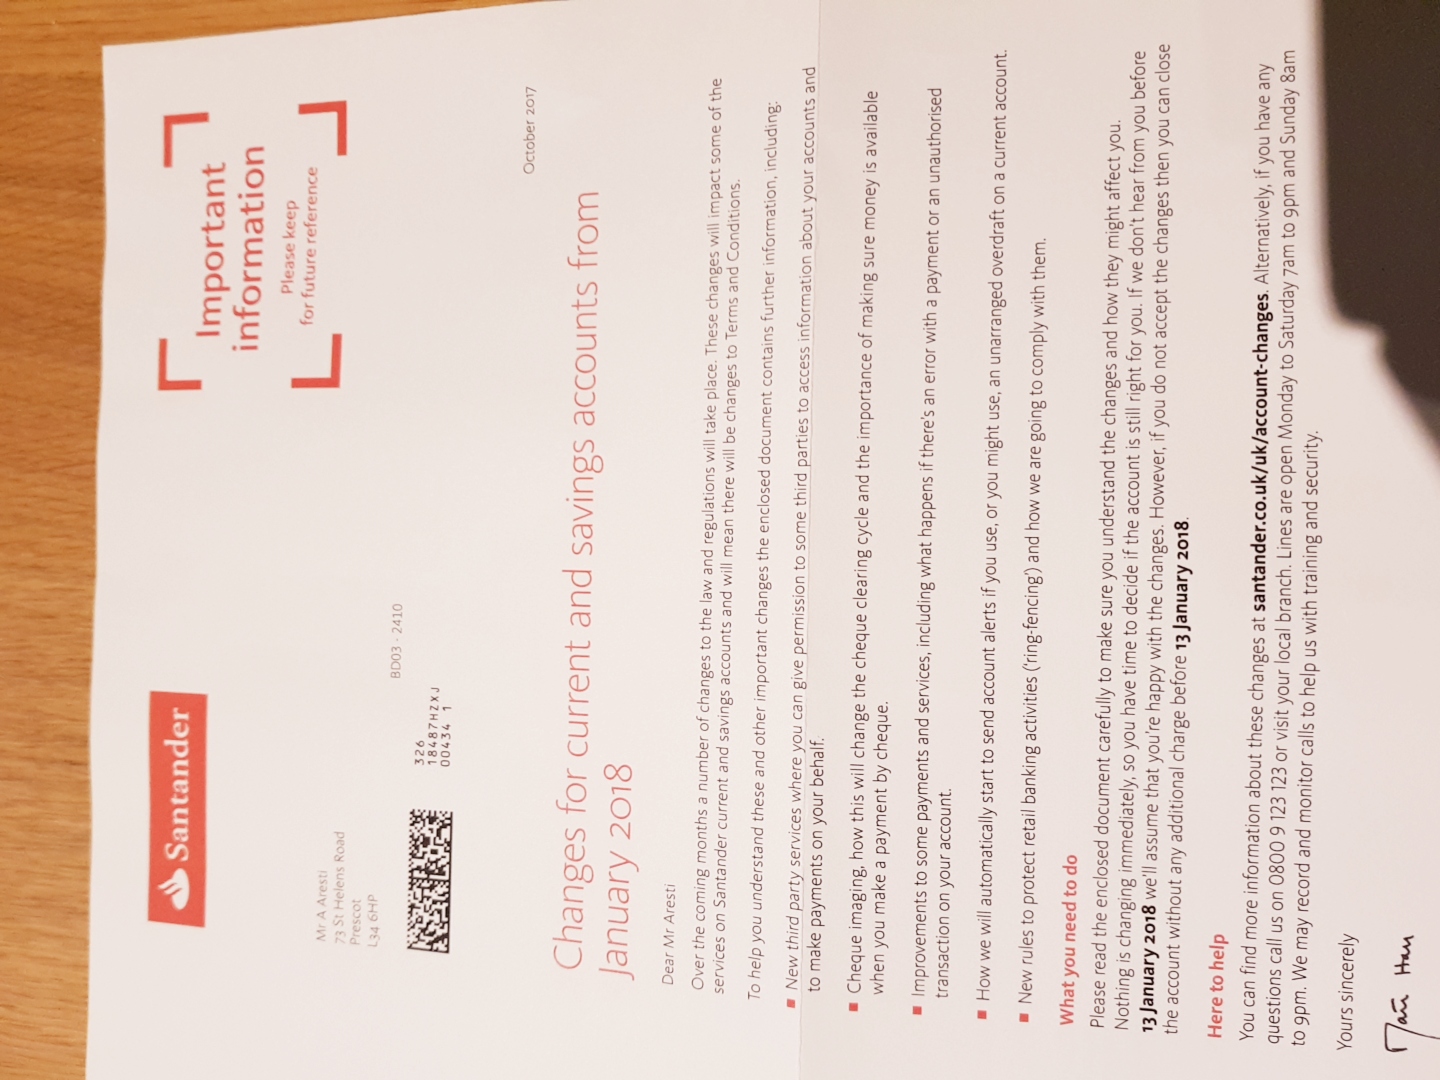 Santander
Important
information
Please keep
for future reference
Mr A Aresti
73 St Helens Road
Prescot
L34 6HP
BD03 - 2410
326
18487HZXJ
00434 1
October 2017
Changes for current and savings accounts from
January 2018
Dear Mr Aresti
Over the coming months a number of changes to the law and regulations will take place. These changes will impact some of the
services on Santander current and savings accounts and will mean there will be changes to Terms and Conditions.
To help you understand these and other important changes the enclosed document contains further information, including:
New third party services where you can give permission to some third parties to access information about your accounts and
to make payments on your behalf.
Cheque imaging, how this will change the cheque clearing cycle and the importance of making sure money is available
when you make a payment by cheque.
Improvements to some payments and services, including what happens if there's an error with a payment or an unauthorised
transaction on your account.
How we will automatically start to send account alerts if you use, or you might use, an unarranged overdraft on a current account.
New rules to protect retail banking activities ('ring-fencing') and how we are going to comply with them.
What you need to do
Please read the enclosed document carefully to make sure you understand the changes and how they might affect you.
Nothing is changing immediately, so you have time to decide if the account is still right for you. If we don't hear from you before
13 January 2018 we'll assume that you're happy with the changes. However, if you do not accept the changes then you can close
the account without any additional charge before 13 January 2018.
Here to help
You can find more information about these changes at santander.co.uk/uk/account-changes. Alternatively, if you have any
questions call us on 0800 9 123 123 or visit your local branch. Lines are open Monday to Saturday 7am to 9pm and Sunday 8am
to 9pm. We may record and monitor calls to help us with training and security.
Yours sincerely